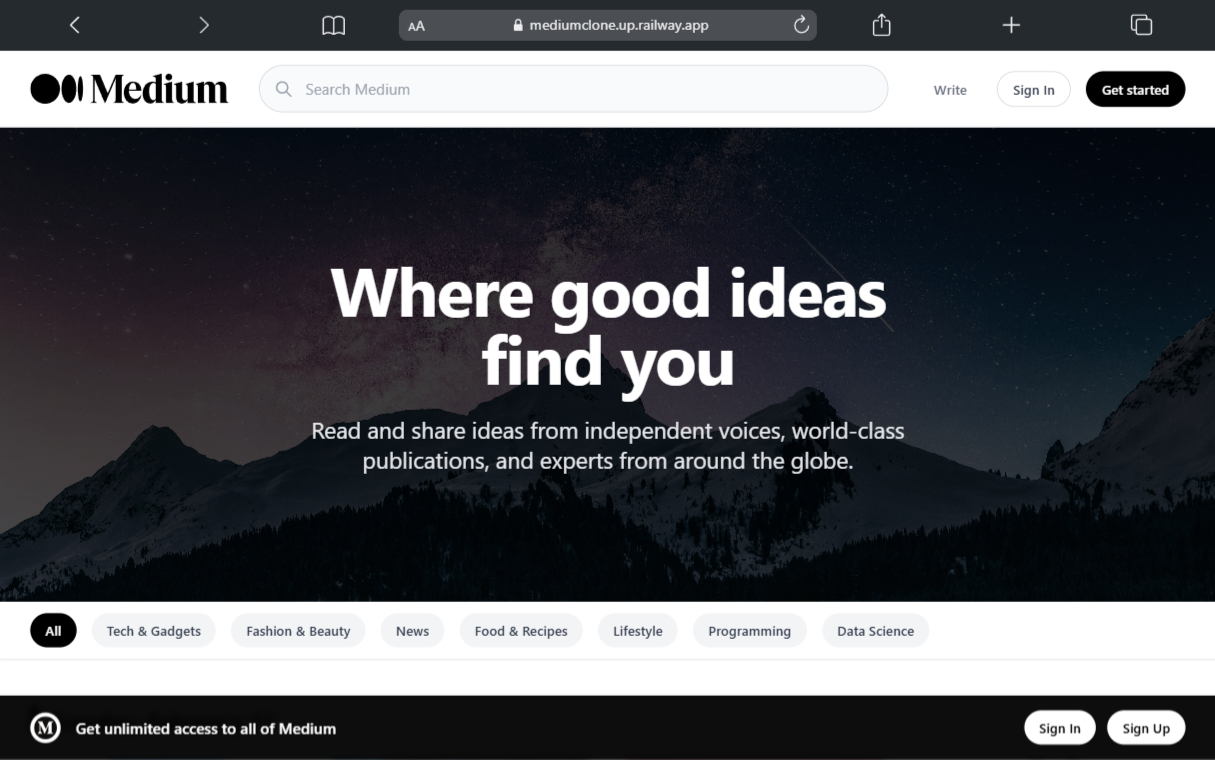 AA
mediumclone.up.railway.app
Medium
Search Medium
Write
Sign In
Get started
Where good ideas
find you
Read and share ideas from independent voices, world-class
publications, and experts from around the globe.
All
Tech & Gadgets
Fashion & Beauty
News
Food & Recipes
Lifestyle
Programming
Data Science
M
Get unlimited access to all of Medium
Sign In
Sign Up